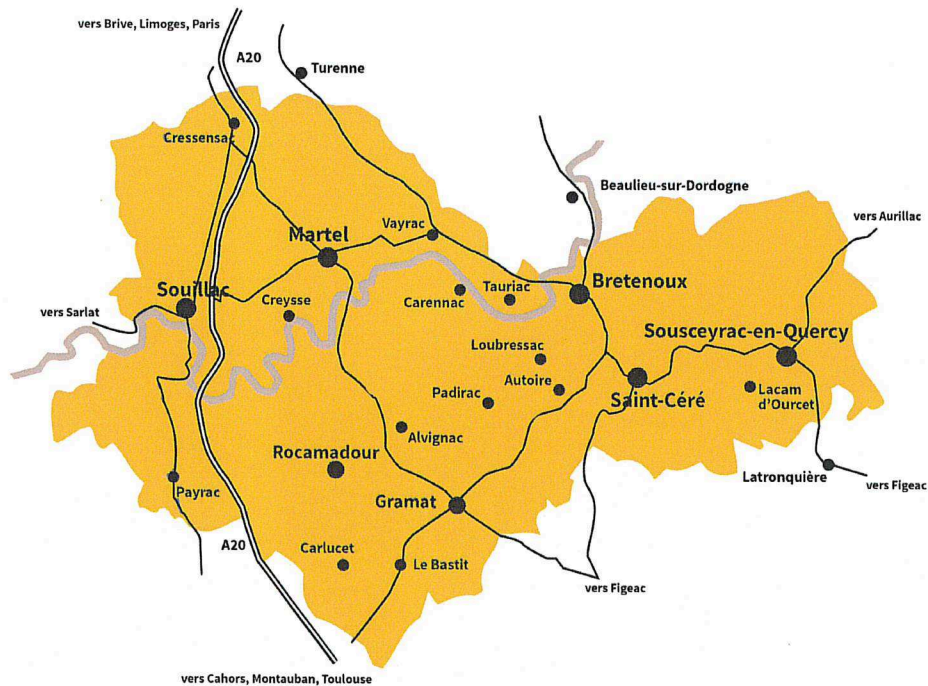 vers Brive, Limoges, Paris
A20
Turenne
Cressensac
Beaulieu-sur-Dordogne
vers Aurillac
Vayrac
Martel
Souillac
Creysse
Carennac
Tauriac
Bretenoux
vers Sarlat
Sousceyrac-en-Quercy
Loubressac
Autoire
Padirac
Saint-Céré
Lacam
d'Ourcet
Alvignac
Rocamadour
Payrac
Gramat
Latronquière
vers Figeac
A20
Carlucet
Le Bastit
vers Figeac
vers Cahors, Montauban, Toulouse